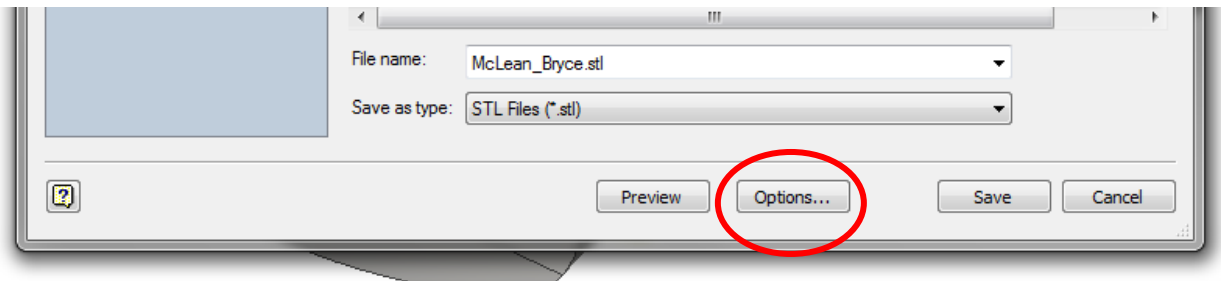 File name: McLean_Bryce.stl
Save as type: STL Files (*.stl)
Preview Options... Save Cancel